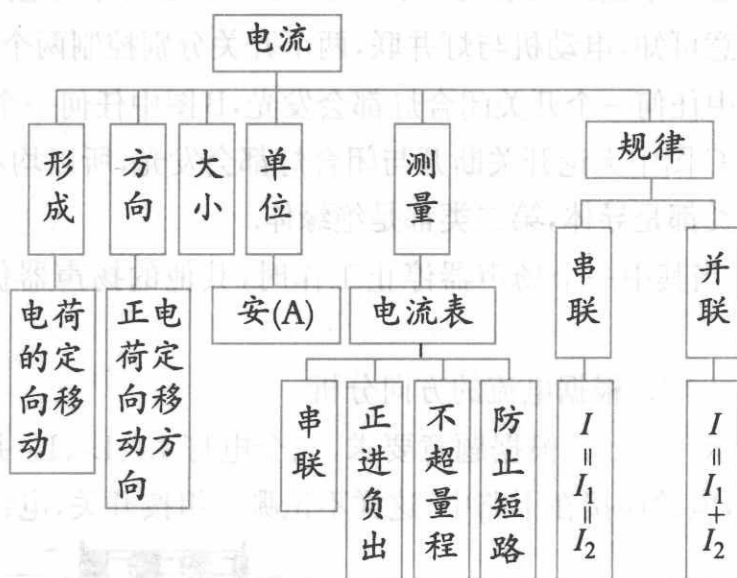 电流
形成
方向
大小
单位
测量
规律
电荷的定向移动
正电荷定向移动方向
安(A)
电流表
串联
并联
串联
正进负出
不超量程
防止短路
I=I₁=I₂
I=I₁+I₂